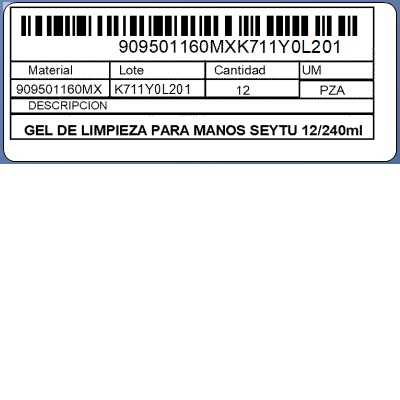 909501160MXK711Y0L201
Material Lote Cantidad UM
909501160MX K711Y0L201 12 PZA
DESCRIPCION
GEL DE LIMPIEZA PARA MANOS SEYTU 12/240ml